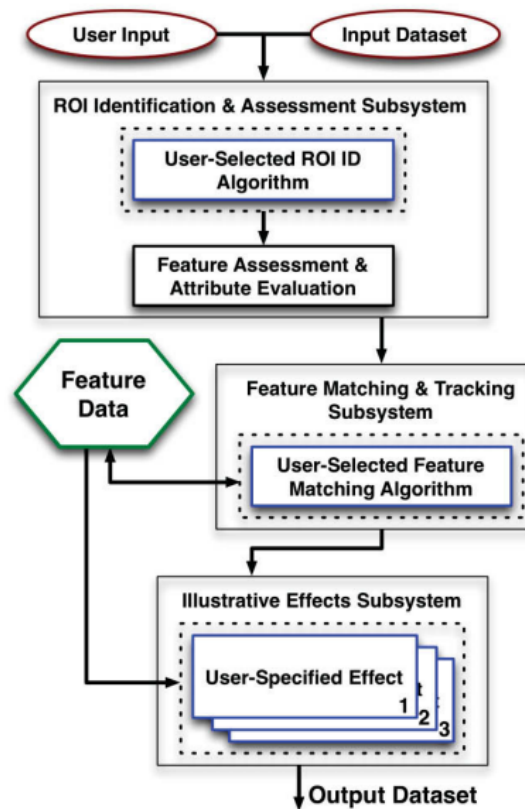 User Input
Input Dataset
ROI Identification & Assessment Subsystem
User-Selected ROI ID
Algorithm
Feature Assessment &
Attribute Evaluation
Feature
Data
Feature Matching & Tracking
Subsystem
User-Selected Feature
Matching Algorithm
Illustrative Effects Subsystem
User-Specified Effect
1
t
2
3
Output Dataset